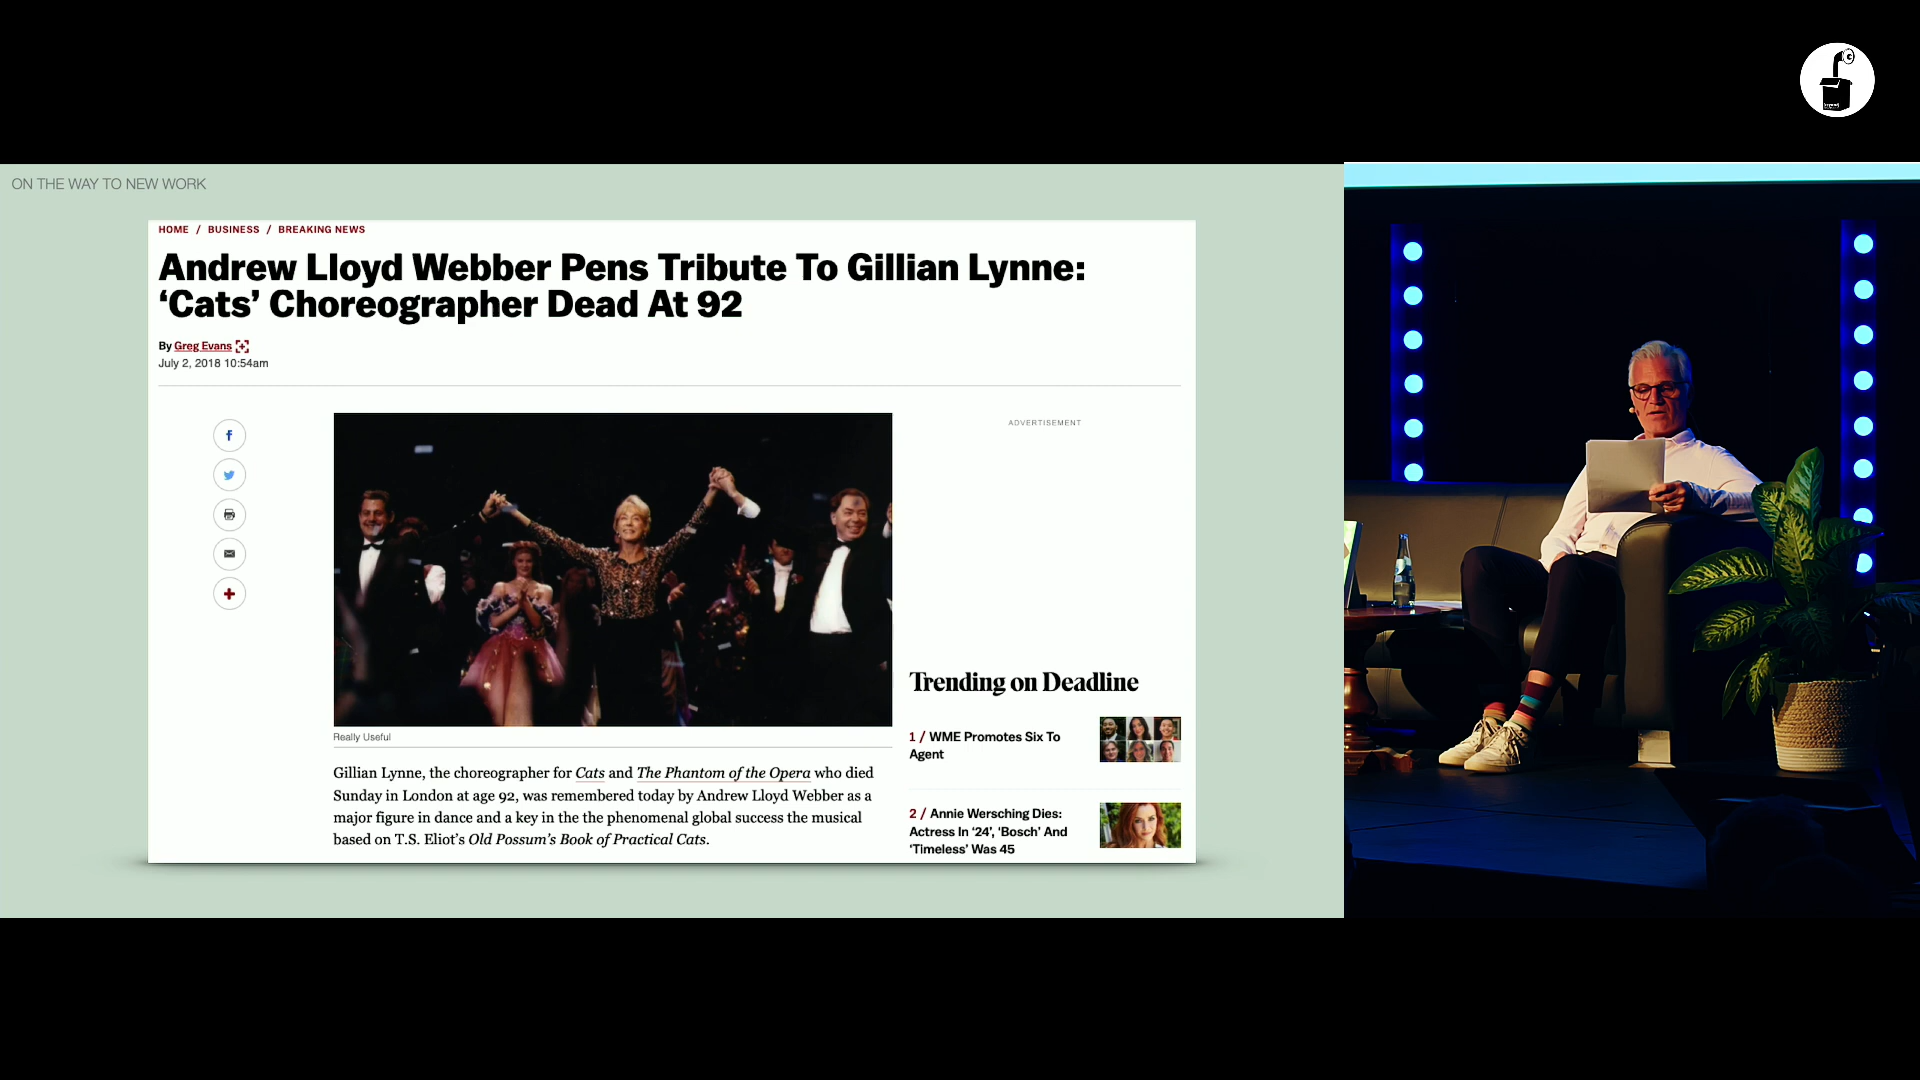 ON THE WAY TO NEW WORK
HOME / BUSINESS / BREAKING NEWS
Andrew Lloyd Webber Pens Tribute To Gillian Lynne:
‘Cats’ Choreographer Dead At 92
By Greg Evans
July 2, 2018 10:54am
ADVERTISEMENT
Really Useful
Gillian Lynne, the choreographer for Cats and The Phantom of the Opera who died
Sunday in London at age 92, was remembered today by Andrew Lloyd Webber as a
major figure in dance and a key in the the phenomenal global success the musical
based on T.S. Eliot’s Old Possum’s Book of Practical Cats.
Trending on Deadline
1 / WME Promotes Six To
Agent
2 / Annie Wersching Dies:
Actress In ‘24’, ‘Bosch’ And
‘Timeless’ Was 45